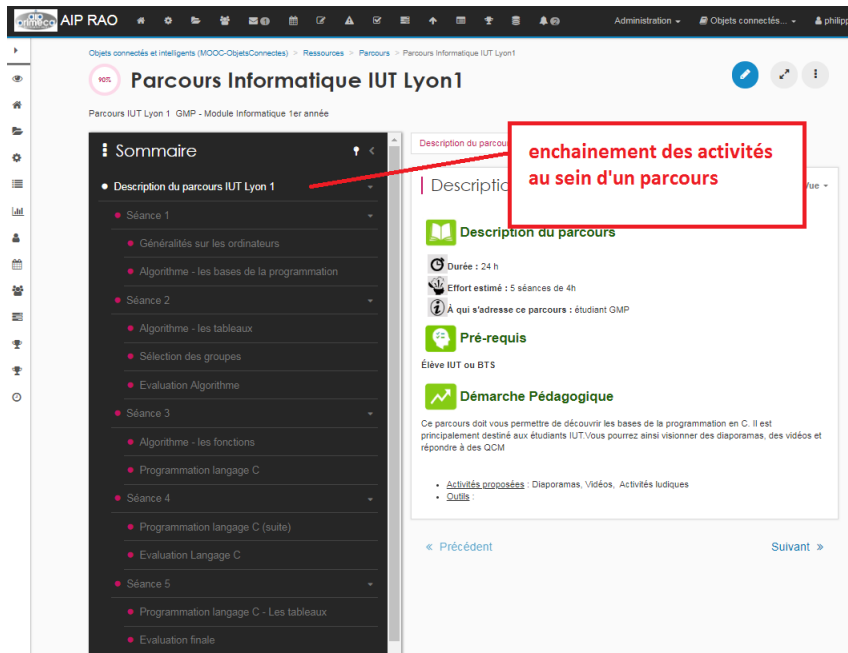 aip
primeca
AIP RAO
Administration
Objets connectés...
philipp
Objets connectés et intelligents (MOOC-ObjetsConnectes) > Ressources > Parcours > Parcours Informatique IUT Lyon1
90%
Parcours Informatique IUT Lyon1
Parcours IUT Lyon 1 GMP - Module Informatique 1er année
Sommaire
Description du parcours IUT Lyon 1
Séance 1
Généralités sur les ordinateurs
Algorithme - les bases de la programmation
Séance 2
Algorithme - les tableaux
Sélection des groupes
Evaluation Algorithme
Séance 3
Algorithme - les fonctions
Programmation langage C
Séance 4
Programmation langage C (suite)
Evaluation Langage C
Séance 5
Programmation langage C - Les tableaux
Evaluation finale
enchainement des activités
au sein d'un parcours
Description du parcou
Descriptio
Vue
Description du parcours
Durée : 24 h
Effort estimé : 5 séances de 4h
À qui s'adresse ce parcours : étudiant GMP
Pré-requis
Élève IUT ou BTS
Démarche Pédagogique
Ce parcours doit vous permettre de découvrir les bases de la programmation en C. Il est
principalement destiné aux étudiants IUT.Vous pourrez ainsi visionner des diaporamas, des vidéos et
répondre à des QCM
Activités proposées : Diaporamas, Vidéos, Activités ludiques
Outils :
« Précédent
Suivant »